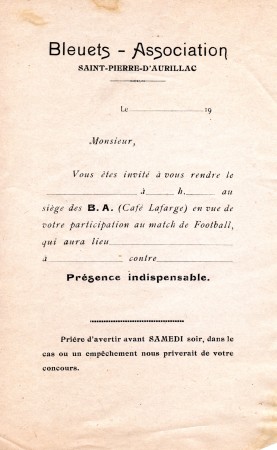 Bleuets - Association
SAINT-PIERRE-D'AURILLAC
Le 19
Monsieur,
Vous êtes invité à vous rendre le
à h. au
siège des B. A. (Café Lafarge) en vue de
votre participation au match de Football,
qui aura lieu
à contre
Présence indispensable.
Prière d'avertir avant SAMEDI soir, dans le
cas ou un empêchement nous priverait de votre
concours.